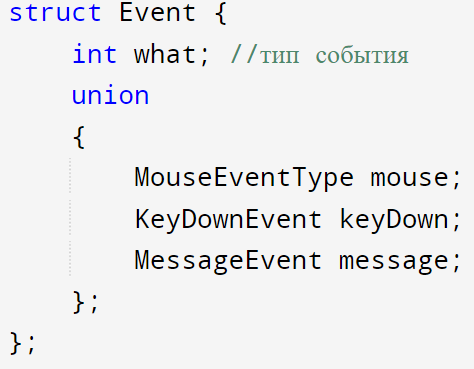 struct Event {
    int what; //тип события
    union
    {
        MouseEventType mouse;
        KeyDownEvent keyDown;
        MessageEvent message;
    };
};